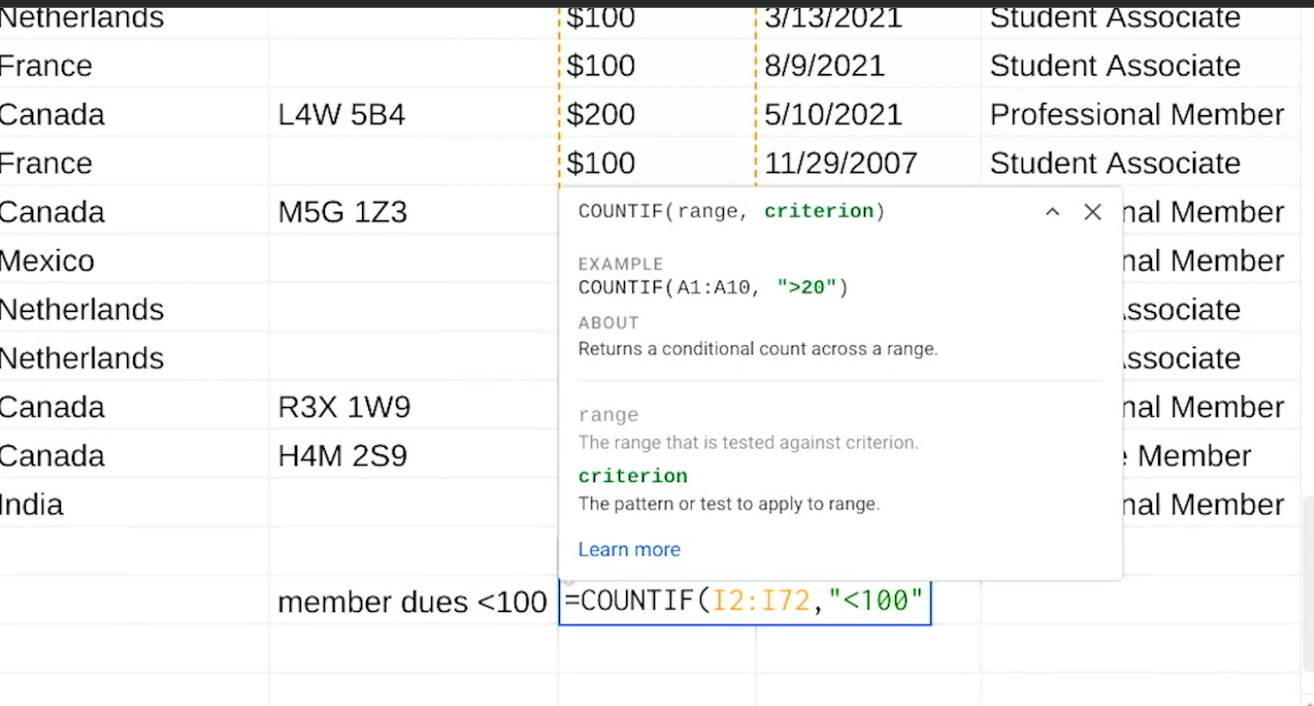 Netherlands $100 3/13/2021 Student Associate
France $100 8/9/2021 Student Associate
Canada L4W 5B4 $200 5/10/2021 Professional Member
France $100 11/29/2007 Student Associate
Canada M5G 1Z3 COUNTIF(range, criterion) nal Member
Mexico nal Member
EXAMPLE
COUNTIF(A1:A10, ">20")
Netherlands ssociate
ABOUT
Returns a conditional count across a range.
Netherlands ssociate
Canada R3X 1W9 range nal Member
The range that is tested against criterion.
Canada H4M 2S9 e Member
criterion
The pattern or test to apply to range.
India nal Member
Learn more
member dues <100 =COUNTIF(I2:I72,"<100"